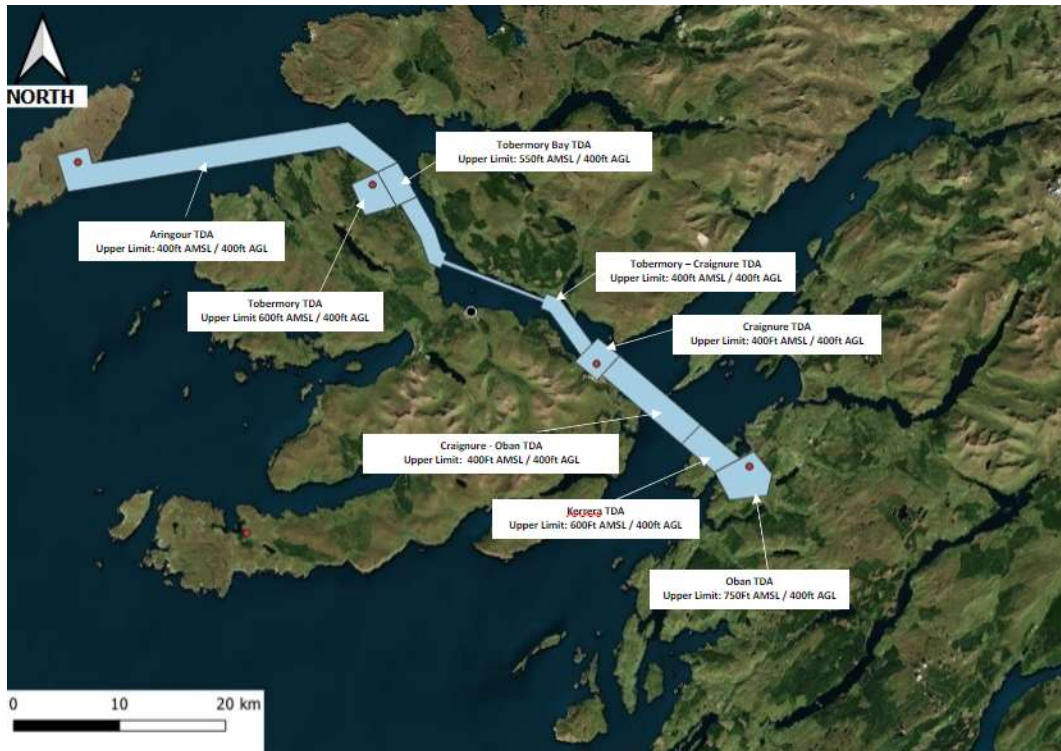 NORTH
Tobermory Bay TDA
Upper Limit: 550ft AMSL / 400ft AGL
Aringour TDA
Upper Limit: 400ft AMSL / 400ft AGL
Tobermory – Craignure TDA
Upper Limit: 400ft AMSL / 400ft AGL
Tobermory TDA
Upper Limit 600ft AMSL / 400ft AGL
Craignure TDA
Upper Limit: 400Ft AMSL / 400ft AGL
Craignure - Oban TDA
Upper Limit: 400Ft AMSL / 400ft AGL
Kerrera TDA
Upper Limit: 600Ft AMSL / 400ft AGL
Oban TDA
Upper Limit: 750Ft AMSL / 400ft AGL
0 10 20 km